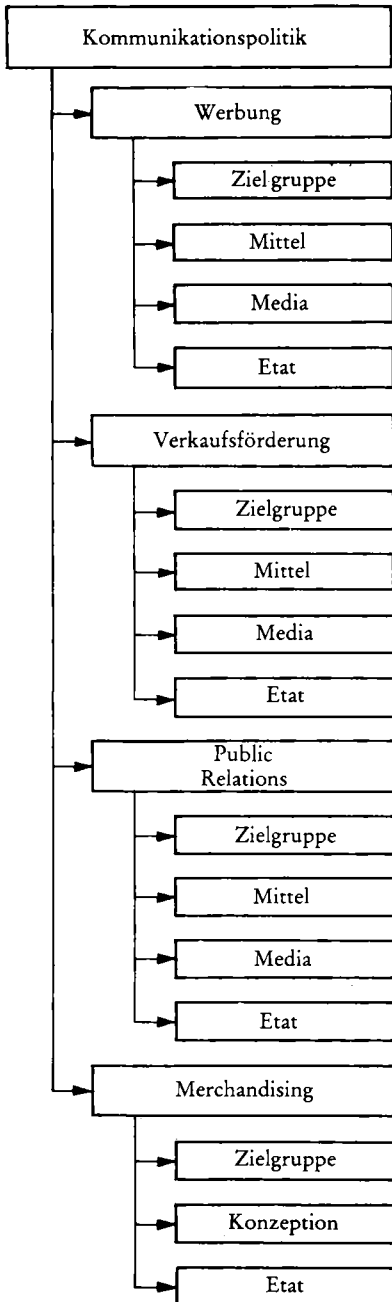 Kommunikationspolitik
Werbung
Zielgruppe
Mittel
Media
Etat
Verkaufsförderung
Zielgruppe
Mittel
Media
Etat
Public
Relations
Zielgruppe
Mittel
Media
Etat
Merchandising
Zielgruppe
Konzeption
Etat